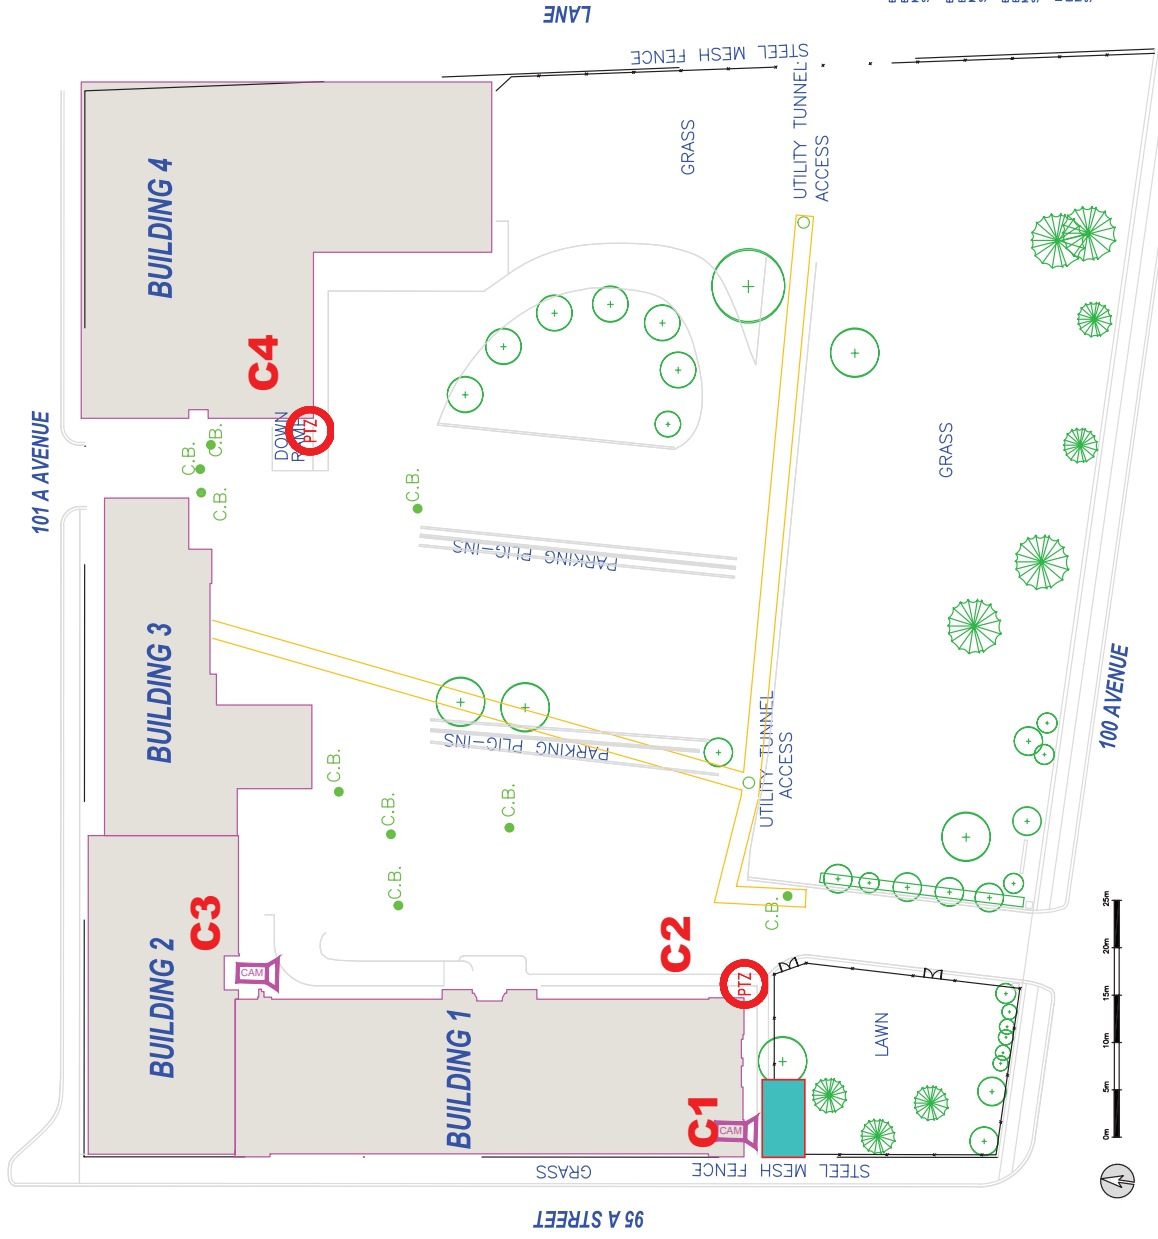 LANE
STEEL MESH FENCE
BUILDING 4
GRASS
UTILITY TUNNEL
ACCESS
C4
101 A AVENUE
DOWN
RAMP
PTZ
C.B.
C.B.
C.B.
C.B.
GRASS
PARKING PLIG-INS
BUILDING 3
PARKING PLIG-INS
UTILITY TUNNEL
ACCESS
100 AVENUE
C.B.
C.B.
C.B.
C.B.
C3
CAM
BUILDING 2
C2
PTZ
C.B.
BUILDING 1
LAWN
C1
CAM
GRASS
STEEL MESH FENCE
95 A STREET
0m
5m
10m
15m
20m
25m